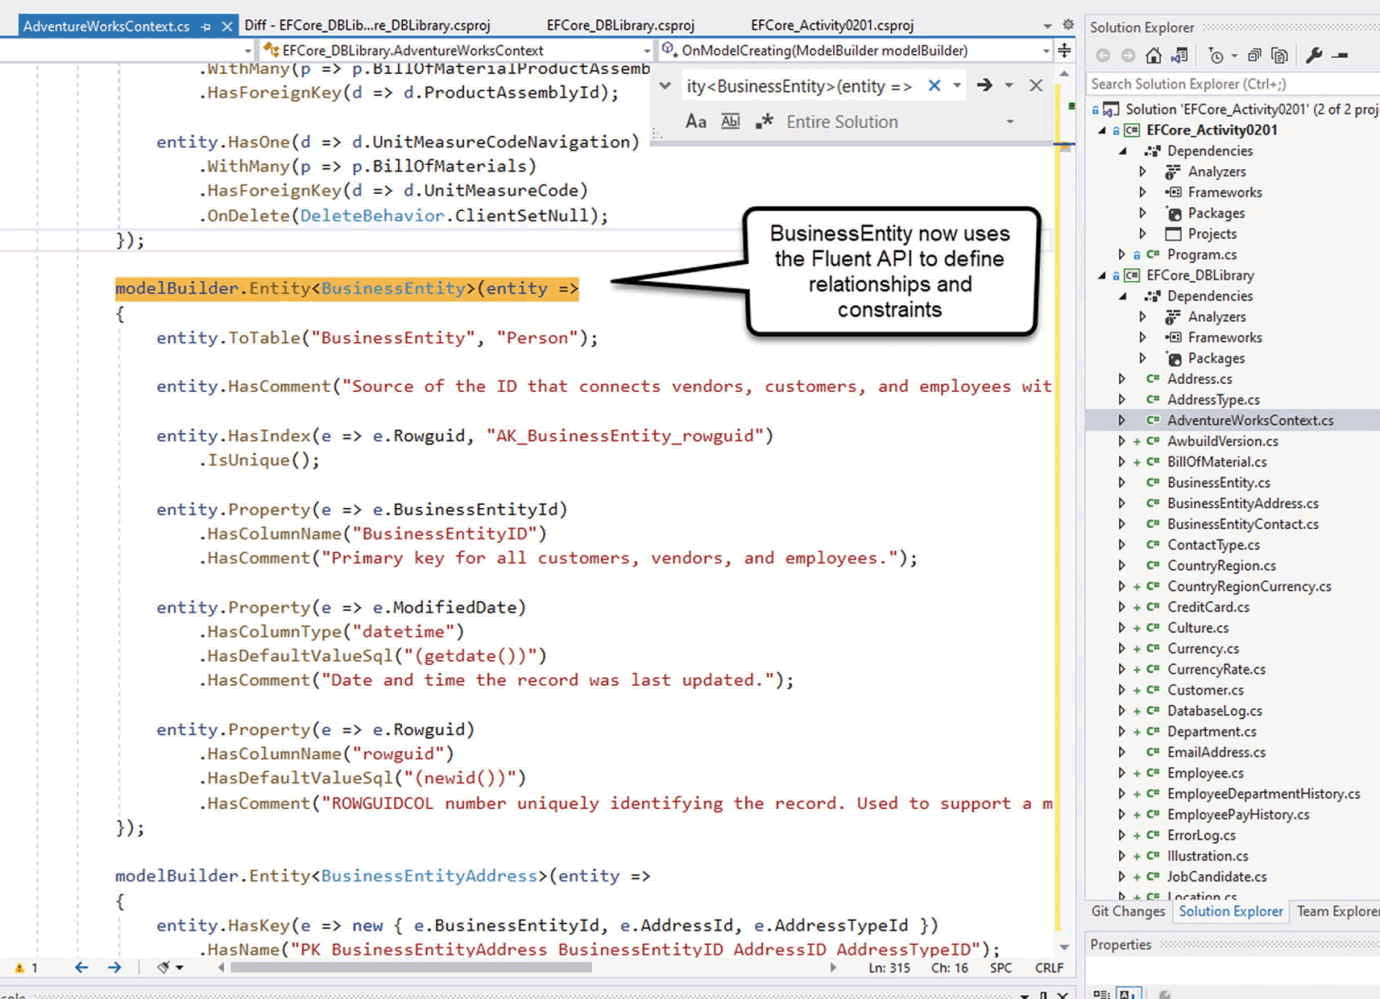 AdventureWorksContext.cs
Diff - EFCore_DBLib...re_DBLibrary.csproj
EFCore_DBLibrary.csproj
EFCore_Activity0201.csproj
EFCore_DBLibrary.AdventureWorksContext
OnModelCreating(ModelBuilder modelBuilder)
.WithMany(p => p.BillOfMaterialProductAssemb
.HasForeignKey(d => d.ProductAssemblyId);
entity.HasOne(d => d.UnitMeasureCodeNavigation)
.WithMany(p => p.BillOfMaterials)
.HasForeignKey(d => d.UnitMeasureCode)
.OnDelete(DeleteBehavior.ClientSetNull);
});
modelBuilder.Entity<BusinessEntity>(entity =>
{
entity.ToTable("BusinessEntity", "Person");
entity.HasComment("Source of the ID that connects vendors, customers, and employees wit
entity.HasIndex(e => e.Rowguid, "AK_BusinessEntity_rowguid")
.IsUnique();
entity.Property(e => e.BusinessEntityId)
.HasColumnName("BusinessEntityID")
.HasComment("Primary key for all customers, vendors, and employees.");
entity.Property(e => e.ModifiedDate)
.HasColumnType("datetime")
.HasDefaultValueSql("(getdate())")
.HasComment("Date and time the record was last updated.");
entity.Property(e => e.Rowguid)
.HasColumnName("rowguid")
.HasDefaultValueSql("(newid())")
.HasComment("ROWGUIDCOL number uniquely identifying the record. Used to support a m
});
modelBuilder.Entity<BusinessEntityAddress>(entity =>
{
entity.HasKey(e => new { e.BusinessEntityId, e.AddressId, e.AddressTypeId })
.HasName("PK_BusinessEntityAddress_BusinessEntityID_AddressID_AddressTypeID");
ity<BusinessEntity>(entity =>
Aa Abl .* Entire Solution
BusinessEntity now uses
the Fluent API to define
relationships and
constraints
1
Ln: 315 Ch: 16 SPC CRLF
Solution Explorer
Search Solution Explorer (Ctrl+;)
Solution 'EFCore_Activity0201' (2 of 2 proj
EFCore_Activity0201
Dependencies
Analyzers
Frameworks
Packages
Projects
C# Program.cs
EFCore_DBLibrary
Dependencies
Analyzers
Frameworks
Packages
C# Address.cs
C# AddressType.cs
C# AdventureWorksContext.cs
+ C# AwbuildVersion.cs
+ C# BillOfMaterial.cs
C# BusinessEntity.cs
C# BusinessEntityAddress.cs
C# BusinessEntityContact.cs
C# ContactType.cs
C# CountryRegion.cs
+ C# CountryRegionCurrency.cs
+ C# CreditCard.cs
+ C# Culture.cs
+ C# Currency.cs
+ C# CurrencyRate.cs
+ C# Customer.cs
+ C# DatabaseLog.cs
+ C# Department.cs
C# EmailAddress.cs
+ C# Employee.cs
+ C# EmployeeDepartmentHistory.cs
+ C# EmployeePayHistory.cs
+ C# ErrorLog.cs
+ C# Illustration.cs
+ C# JobCandidate.cs
+ C# Location.cs
Git Changes Solution Explorer Team Explorer
Properties